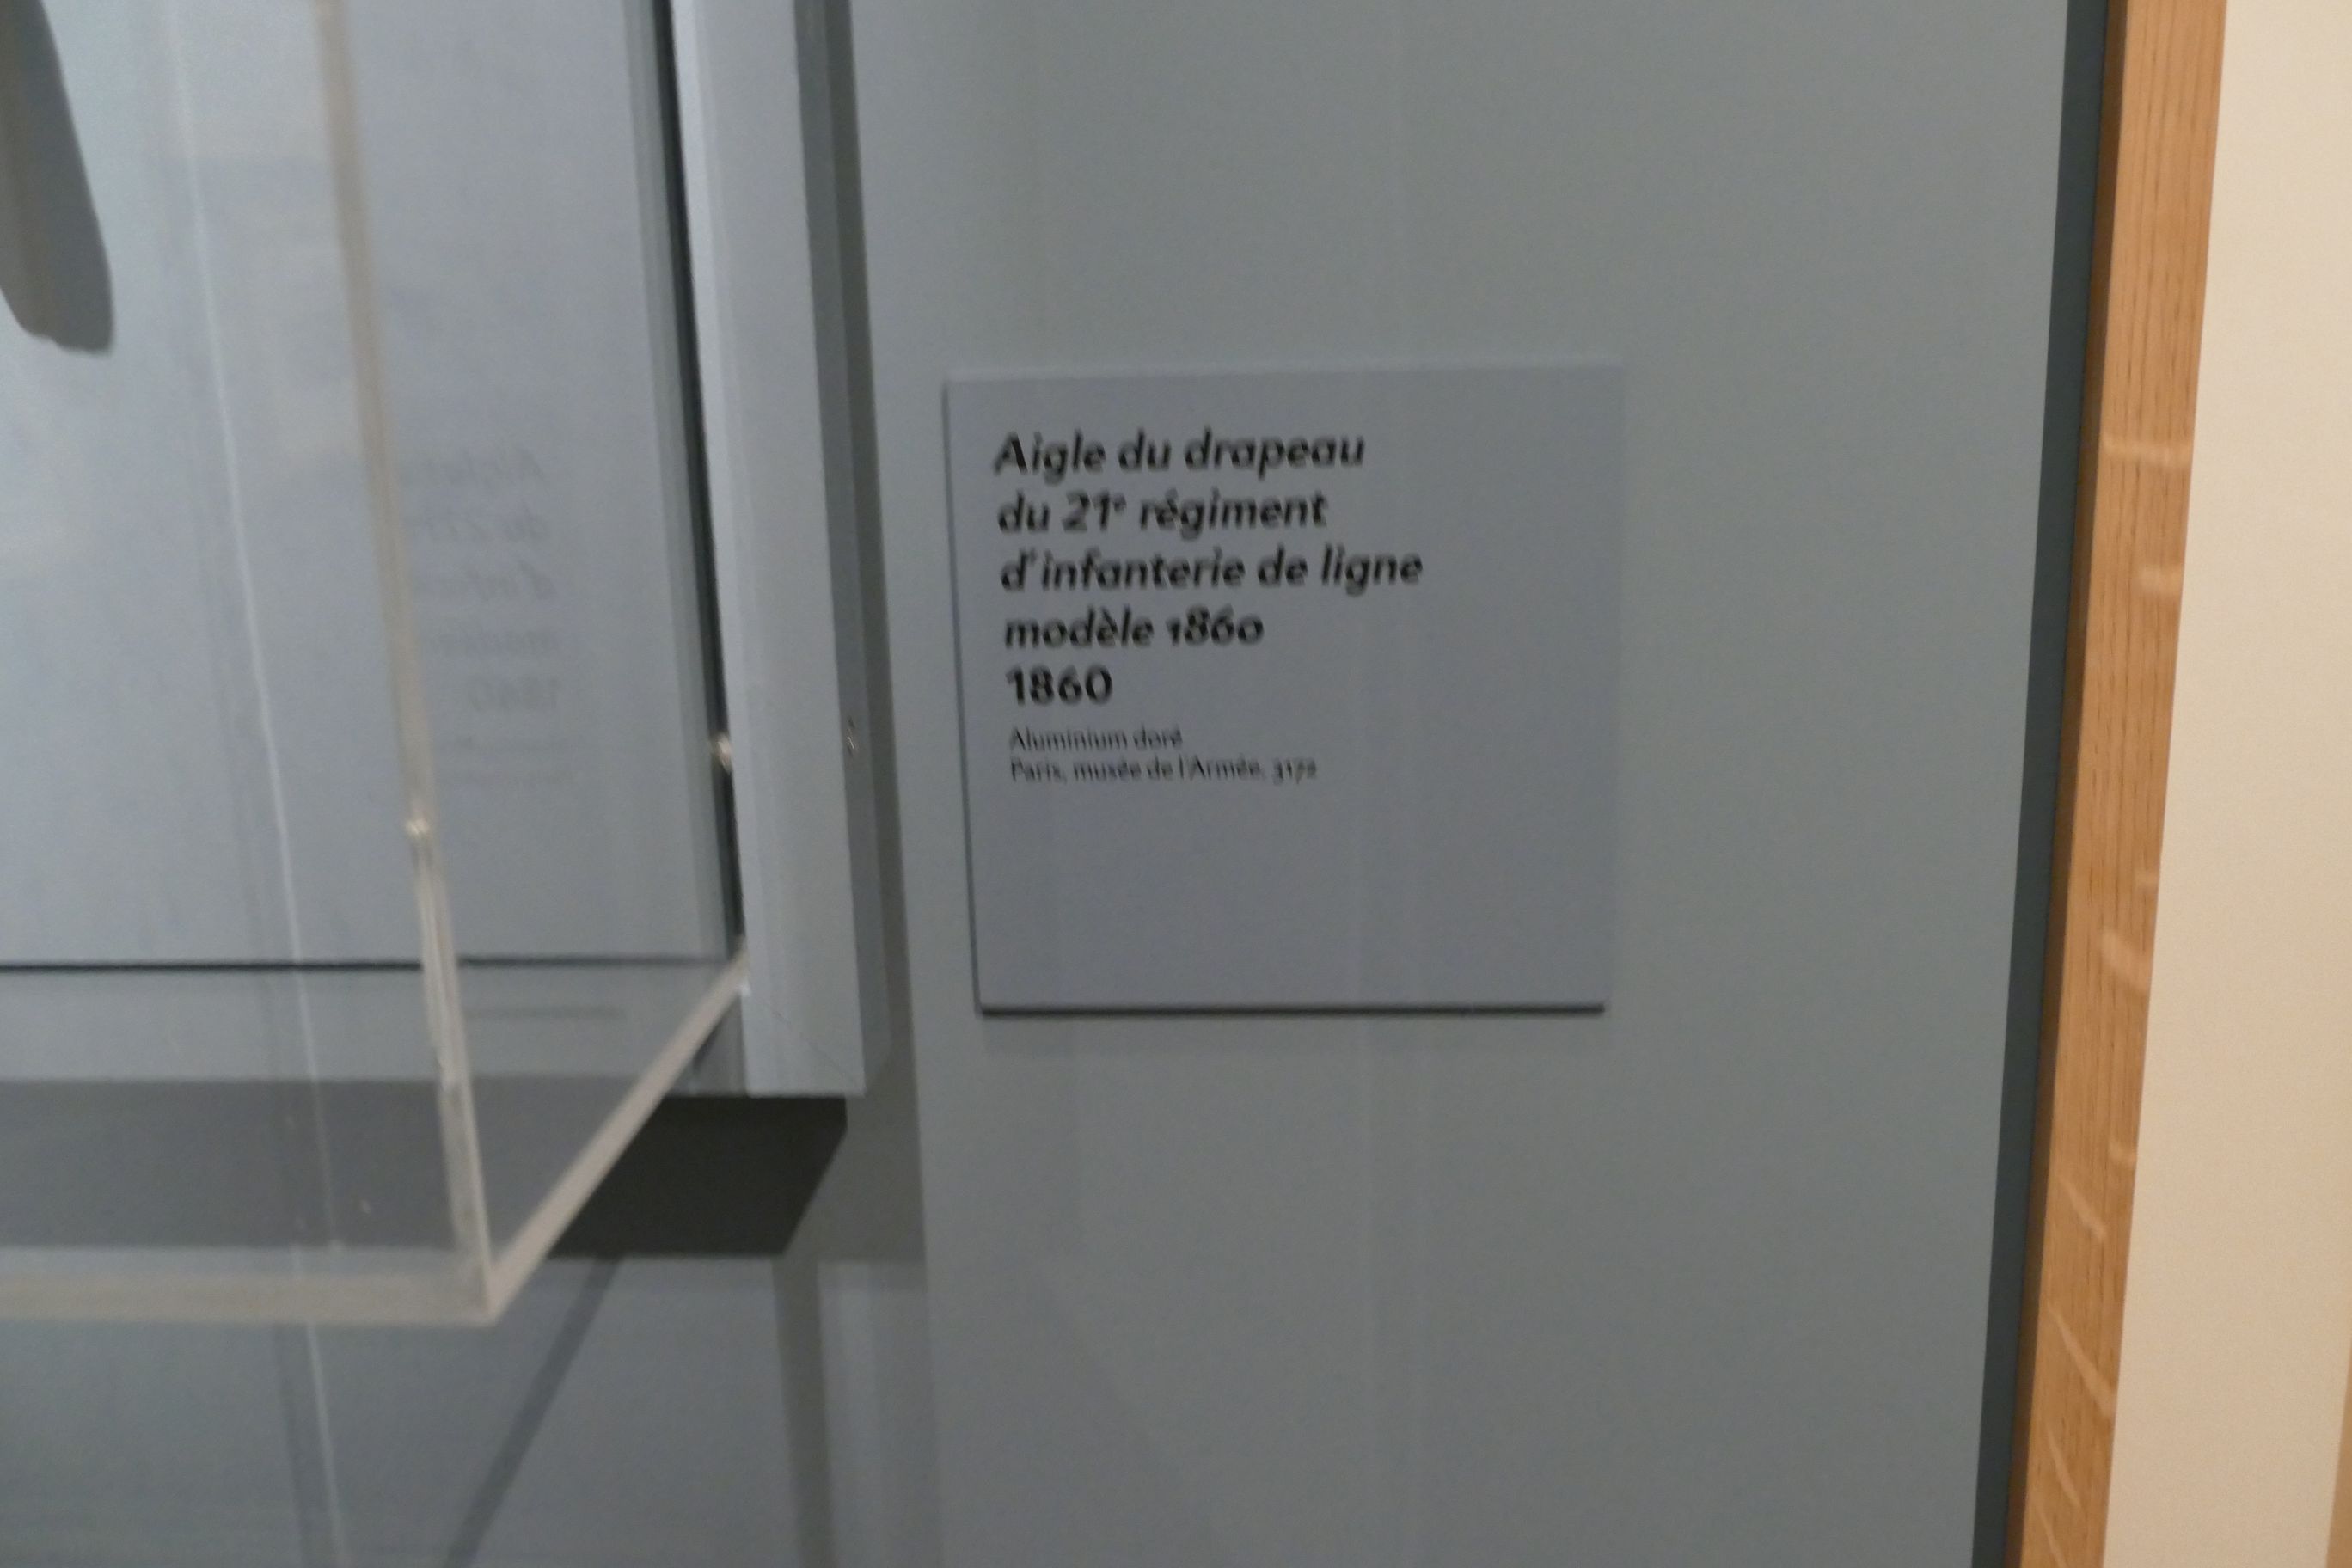 Aigle du drapeau
du 21e régiment
d'infanterie de ligne
modèle 1860
1860
Aluminium doré
Paris, musée de l'Armée, 3172